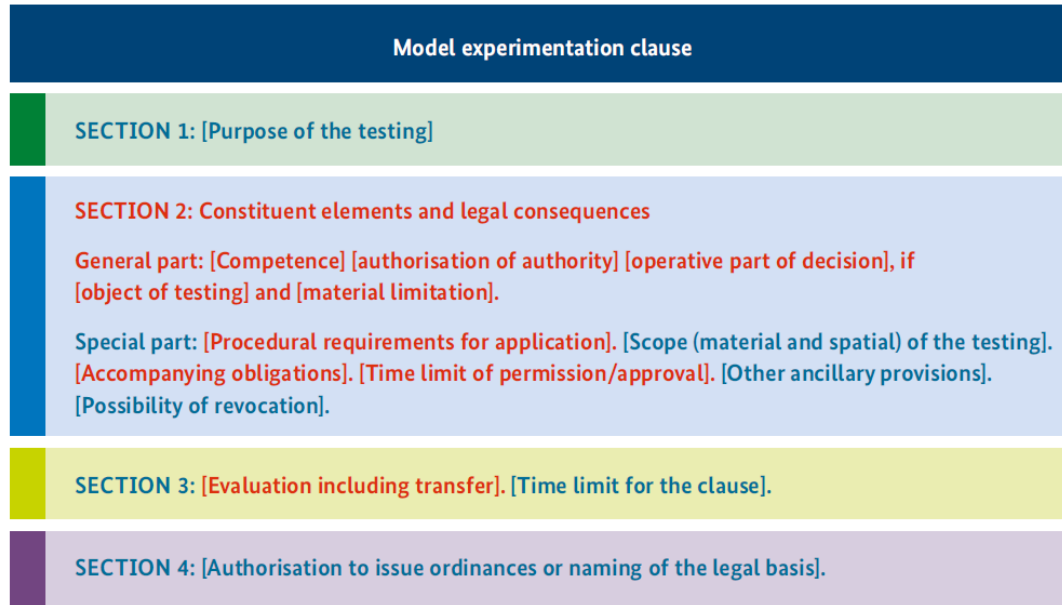 Model experimentation clause
SECTION 1: [Purpose of the testing]
SECTION 2: Constituent elements and legal consequences
General part: [Competence] [authorisation of authority] [operative part of decision], if
[object of testing] and [material limitation].
Special part: [Procedural requirements for application]. [Scope (material and spatial) of the testing].
[Accompanying obligations]. [Time limit of permission/approval]. [Other ancillary provisions].
[Possibility of revocation].
SECTION 3: [Evaluation including transfer]. [Time limit for the clause].
SECTION 4: [Authorisation to issue ordinances or naming of the legal basis].